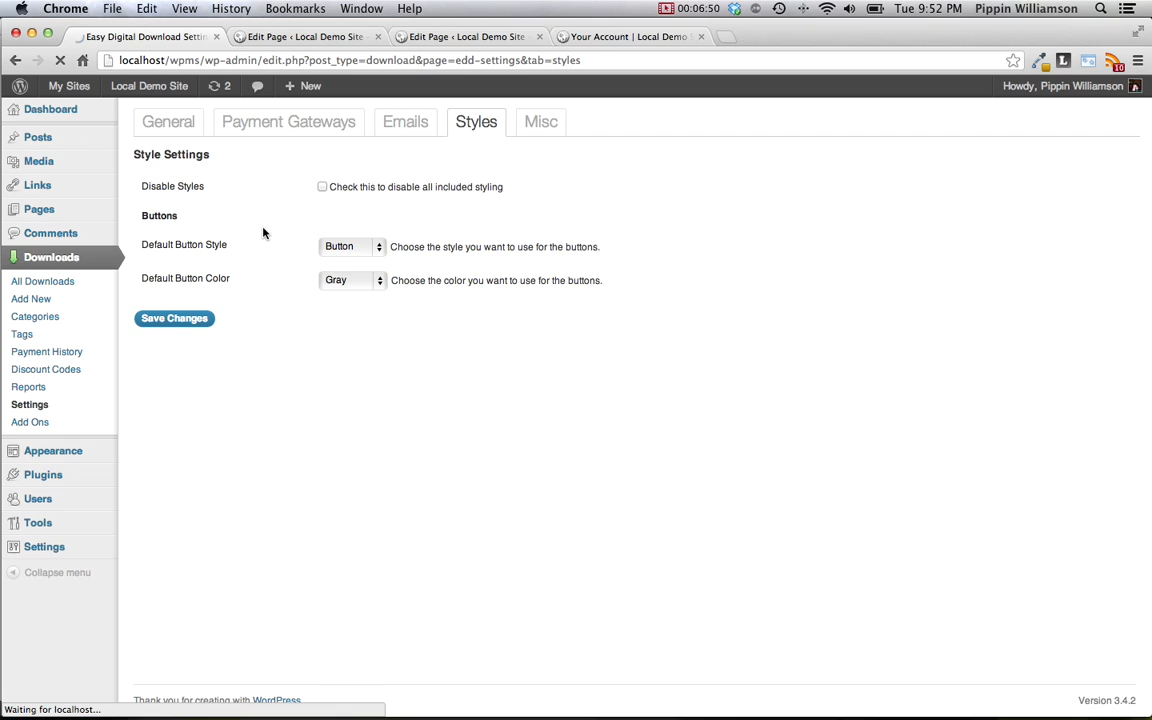 Chrome File Edit View History Bookmarks Window Help 00:06:50 Tue 9:52 PM Pippin Williamson
Easy Digital Download Settin × Edit Page ‹ Local Demo Site × Edit Page ‹ Local Demo Site × Your Account | Local Demo S ×
localhost/wpms/wp-admin/edit.php?post_type=download&page=edd-settings&tab=styles
10
My Sites Local Demo Site 2 + New Howdy, Pippin Williamson
Dashboard
Posts
Media
Links
Pages
Comments
Downloads
All Downloads
Add New
Categories
Tags
Payment History
Discount Codes
Reports
Settings
Add Ons
Appearance
Plugins
Users
Tools
Settings
Collapse menu
General Payment Gateways Emails Styles Misc
Style Settings
Disable Styles Check this to disable all included styling
Buttons
Default Button Style Button Choose the style you want to use for the buttons.
Default Button Color Gray Choose the color you want to use for the buttons.
Save Changes
Thank you for creating with WordPress Version 3.4.2
Waiting for localhost...